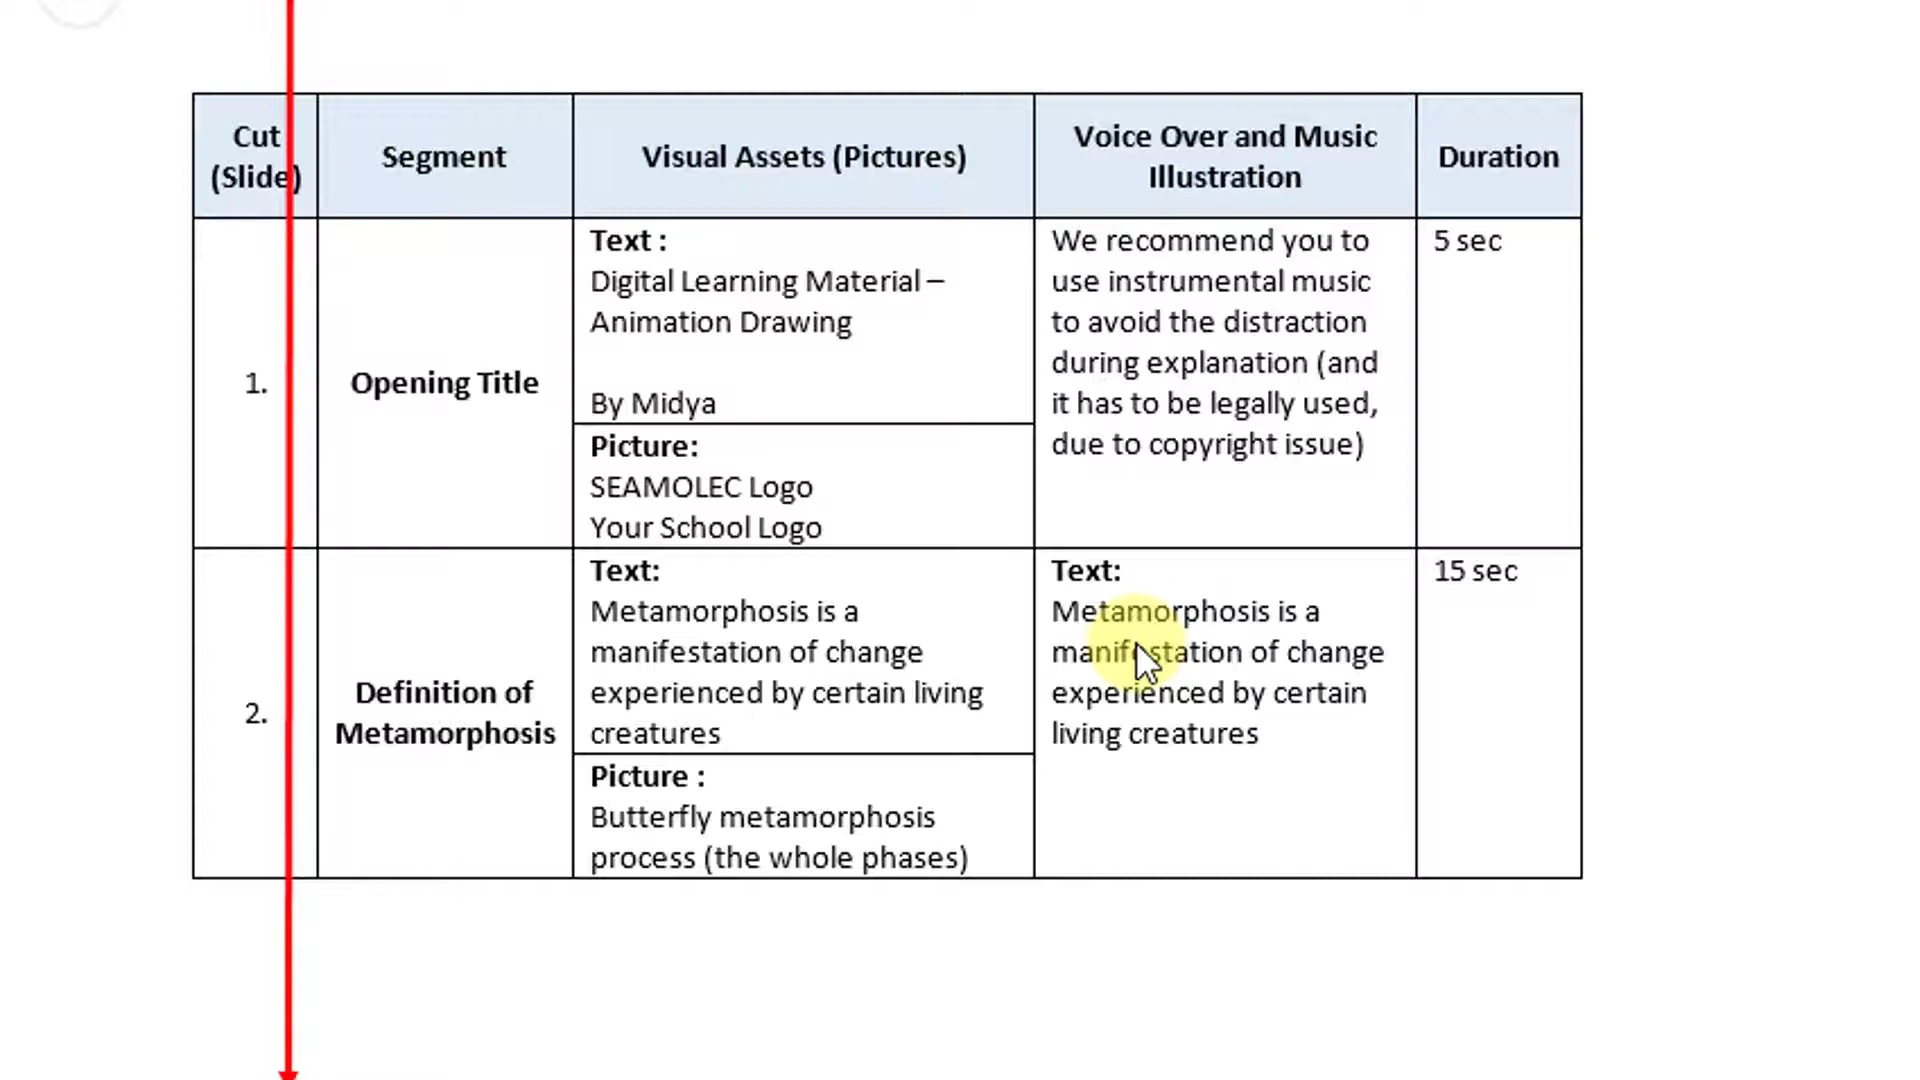 Cut
(Slide)
Segment
Visual Assets (Pictures)
Voice Over and Music
Illustration
Duration
1.
Opening Title
Text :
Digital Learning Material –
Animation Drawing
By Midya
Picture:
SEAMOLEC Logo
Your School Logo
We recommend you to
use instrumental music
to avoid the distraction
during explanation (and
it has to be legally used,
due to copyright issue)
5 sec
2.
Definition of
Metamorphosis
Text:
Metamorphosis is a
manifestation of change
experienced by certain living
creatures
Picture :
Butterfly metamorphosis
process (the whole phases)
Text:
Metamorphosis is a
manifestation of change
experienced by certain
living creatures
15 sec